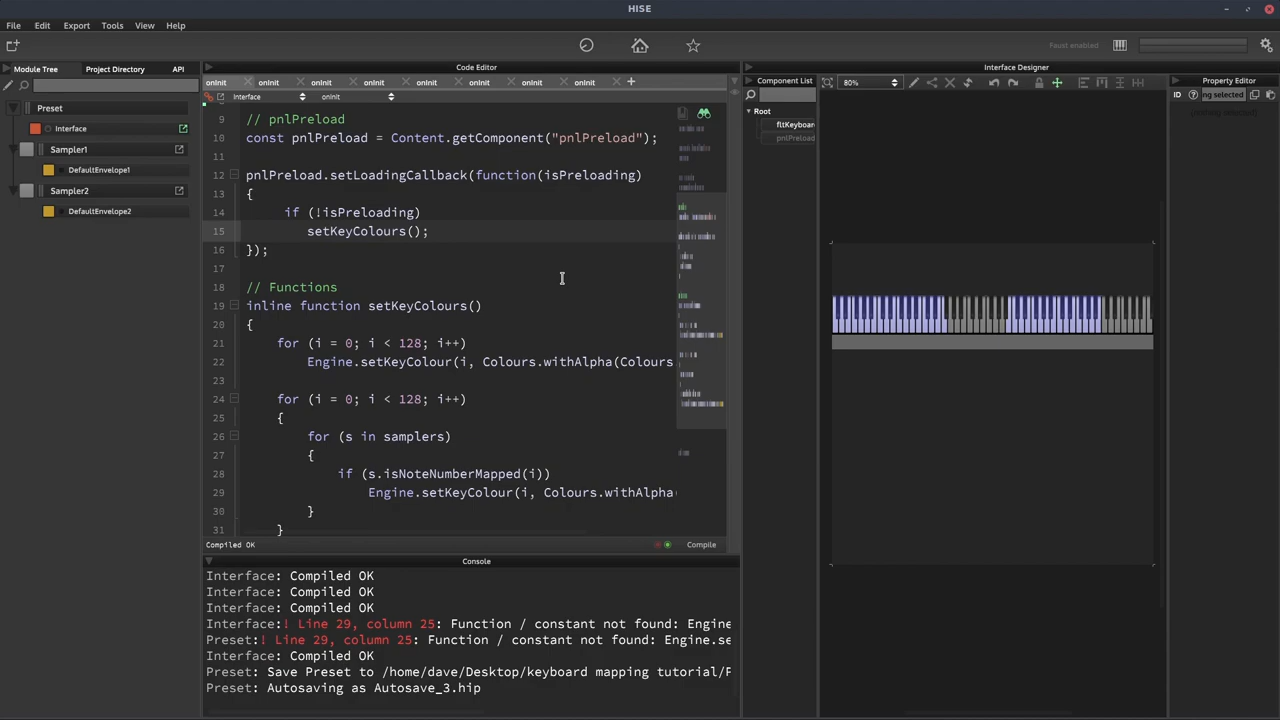 HISE
File Edit Export Tools View Help
Faust enabled
Module Tree
Project Directory
API
Preset
Interface
Sampler1
DefaultEnvelope1
Sampler2
DefaultEnvelope2
Code Editor
onInit onInit onInit onInit onInit onInit onInit onInit
Interface onInit
9 // pnlPreload
10 const pnlPreload = Content.getComponent("pnlPreload");
11
12 pnlPreload.setLoadingCallback(function(isPreloading)
13 {
14 if (!isPreloading)
15 setKeyColours();
16 });
17
18 // Functions
19 inline function setKeyColours()
20 {
21 for (i = 0; i < 128; i++)
22 Engine.setKeyColour(i, Colours.withAlpha(Colours
23
24 for (i = 0; i < 128; i++)
25 {
26 for (s in samplers)
27 {
28 if (s.isNoteNumberMapped(i))
29 Engine.setKeyColour(i, Colours.withAlpha
30 }
31 }
Compiled OK
Compile
Console
Interface: Compiled OK
Interface: Compiled OK
Interface: Compiled OK
Interface:! Line 29, column 25: Function / constant not found: Engine
Preset:! Line 29, column 25: Function / constant not found: Engine.se
Interface: Compiled OK
Preset: Save Preset to /home/dave/Desktop/keyboard mapping tutorial/P
Preset: Autosaving as Autosave_3.hip
Interface Designer
Component List
80%
Root
fltKeyboar
pnlPreload
Property Editor
ID
ng selected